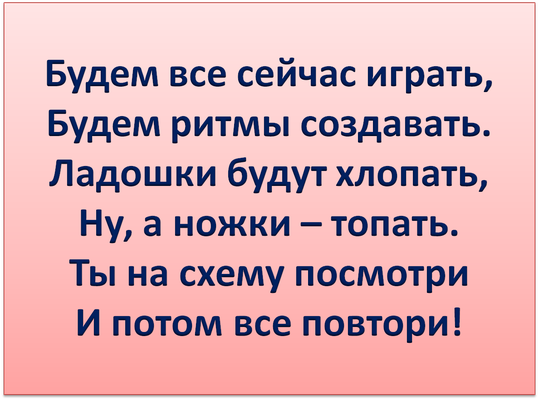 Будем все сейчас играть,
Будем ритмы создавать.
Ладошки будут хлопать,
Ну, а ножки – топать.
Ты на схему посмотри
И потом все повтори!